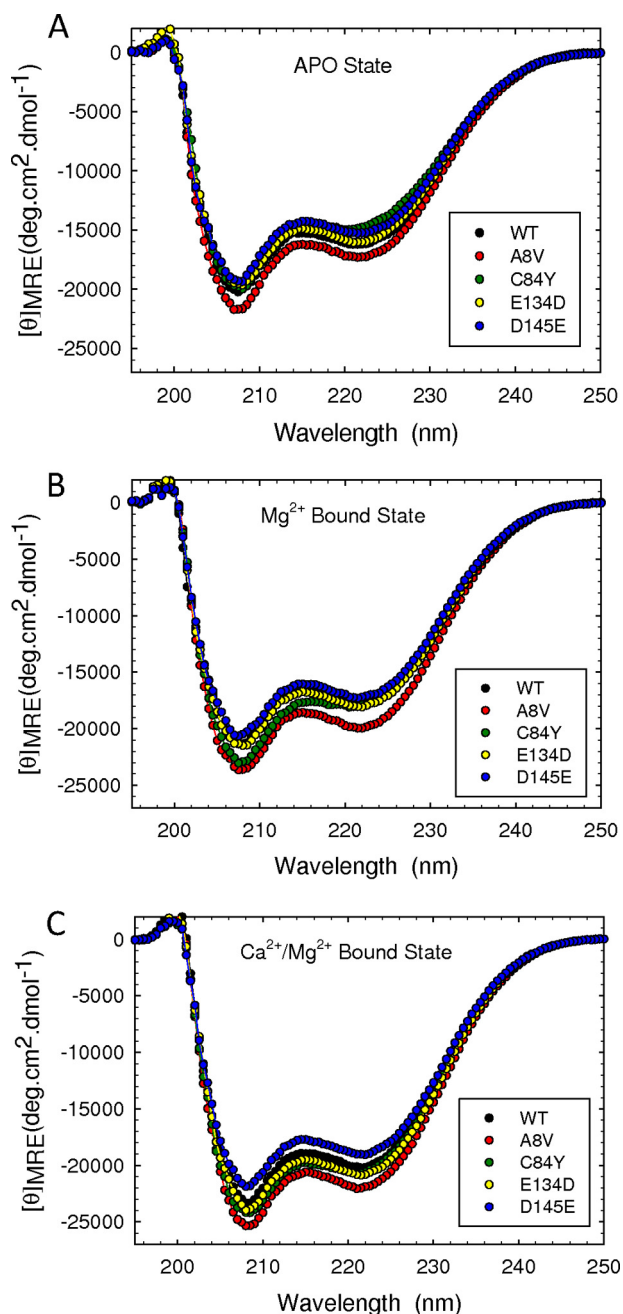 A
APO State
0
-5000
-10000
-15000
-20000
-25000
[θ]MRE(deg.cm².dmol⁻¹)
WT
A8V
C84Y
E134D
D145E
200 210 220 230 240 250
Wavelength (nm)
B
Mg²⁺ Bound State
0
-5000
-10000
-15000
-20000
-25000
[θ]MRE(deg.cm².dmol⁻¹)
WT
A8V
C84Y
E134D
D145E
200 210 220 230 240 250
Wavelength (nm)
C
Ca²⁺/Mg²⁺ Bound State
0
-5000
-10000
-15000
-20000
-25000
[θ]MRE(deg.cm².dmol⁻¹)
WT
A8V
C84Y
E134D
D145E
200 210 220 230 240 250
Wavelength (nm)